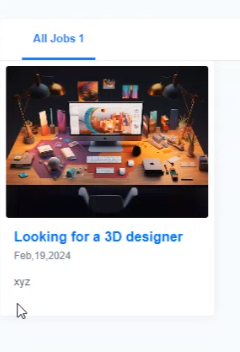 All Jobs 1
Looking for a 3D designer
Feb,19,2024
xyz